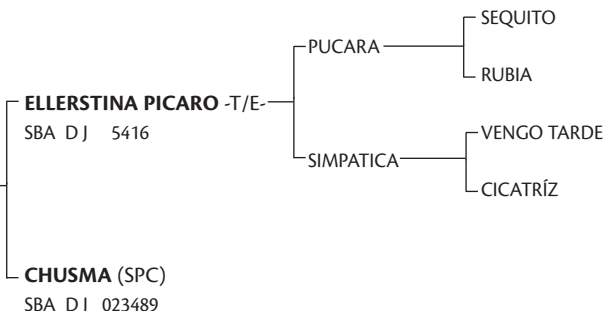 SEQUITO
PUCARA
RUBIA
ELLERSTINA PICARO -T/E-
SBA D J 5416
VENGO TARDE
SIMPATICA
CICATRÍZ
CHUSMA (SPC)
SBA D J 023489